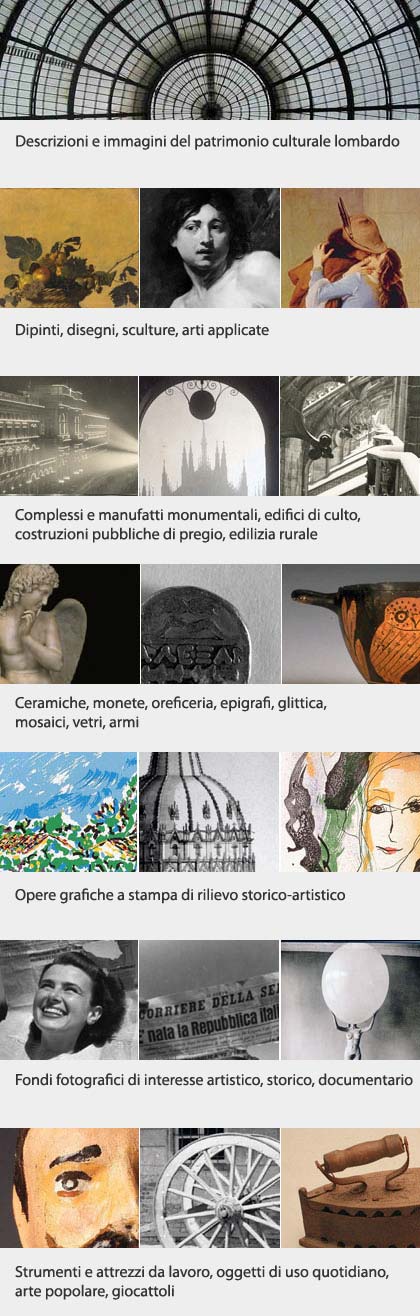 Descrizioni e immagini del patrimonio culturale lombardo
Dipinti, disegni, sculture, arti applicate
Complessi e manufatti monumentali, edifici di culto,
costruzioni pubbliche di pregio, edilizia rurale
Ceramiche, monete, oreficeria, epigrafi, glittica,
mosaici, vetri, armi
Opere grafiche a stampa di rilievo storico-artistico
CORRIERE DELLA SE
E' nata la Repubblica itali
Fondi fotografici di interesse artistico, storico, documentario
Strumenti e attrezzi da lavoro, oggetti di uso quotidiano,
arte popolare, giocattoli